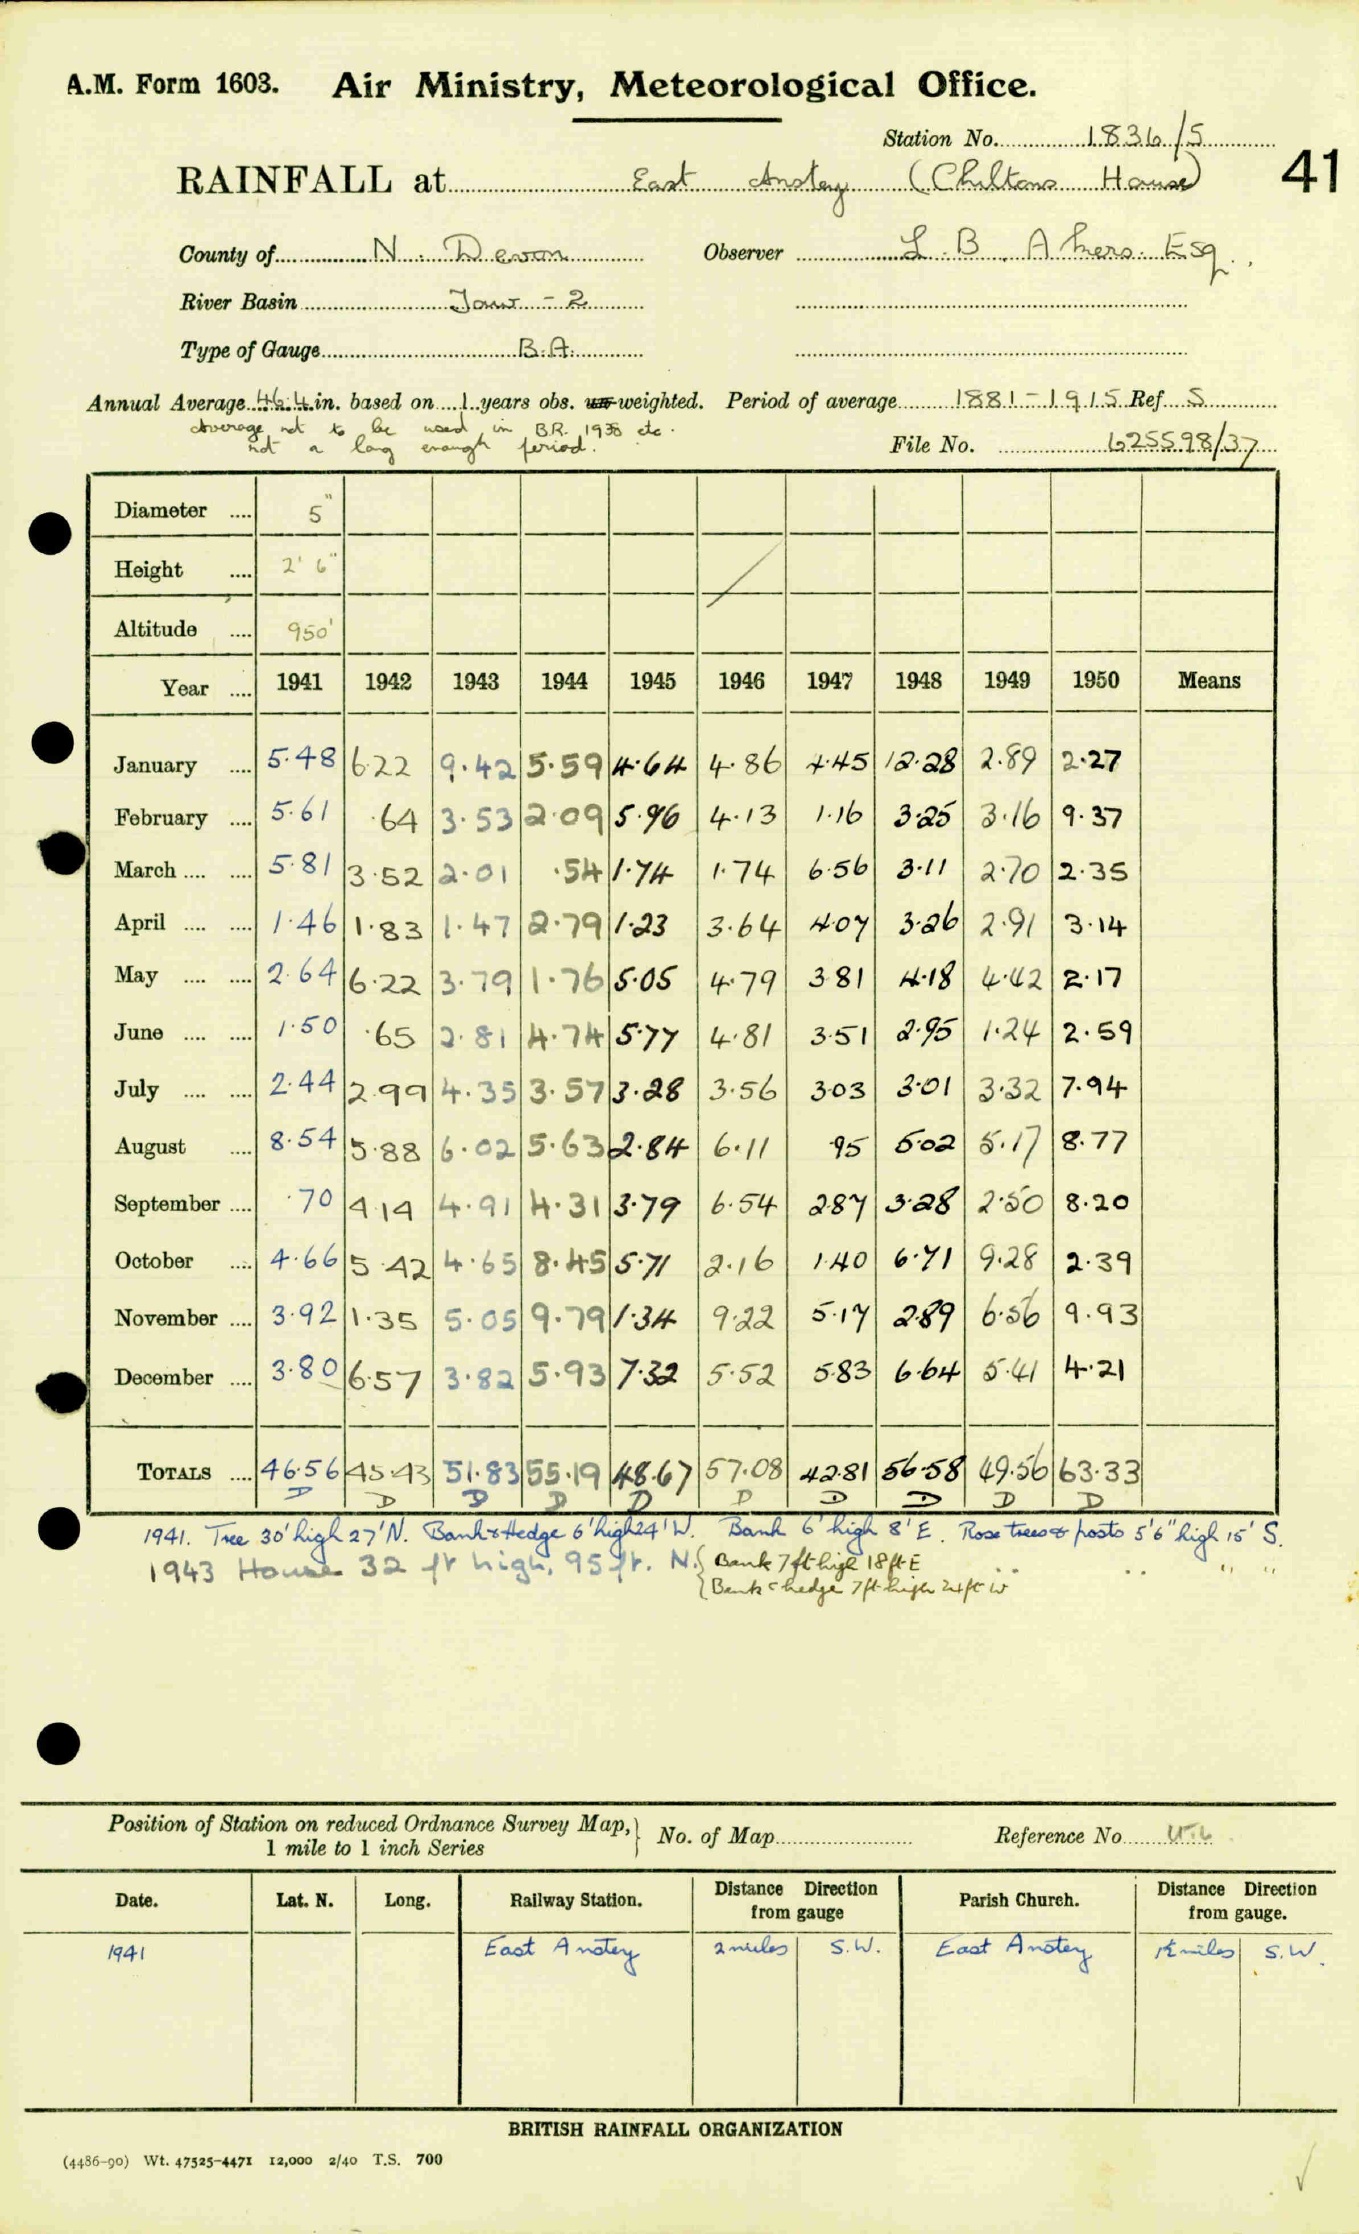 A.M. Form 1603. Air Ministry, Meteorological Office.
Station No. 1836/5
41
RAINFALL at East Anstey (Chiltons House)
County of N. Devon Observer L. B. Akers. Esq.
River Basin Taw - 2
Type of Gauge B.A.
Annual Average 46.4 in. based on 1 years obs. weighted. Period of average 1881-1915 Ref S
Average not to be used in B.R. 1938 etc.
not a long enough period.
File No. 625598/37
Diameter .... 5"
Height .... 2' 6"
Altitude .... 950'
Year .... 1941 1942 1943 1944 1945 1946 1947 1948 1949 1950 Means
January .... 5.48 6.22 9.42 5.59 4.64 4.86 4.45 12.28 2.89 2.27
February .... 5.61 .64 3.53 2.09 5.96 4.13 1.16 3.25 3.16 9.37
March .... .... 5.81 3.52 2.01 .54 1.74 1.74 6.56 3.11 2.70 2.35
April .... .... 1.46 1.83 1.47 2.79 1.23 3.64 4.07 3.26 2.91 3.14
May .... .... 2.64 6.22 3.79 1.76 5.05 4.79 3.81 4.18 4.42 2.17
June .... .... 1.50 .65 2.81 4.74 5.77 4.81 3.51 2.95 1.24 2.59
July .... .... 2.44 2.99 4.35 3.57 3.28 3.56 3.03 3.01 3.32 7.94
August .... 8.54 5.88 6.02 5.63 2.84 6.11 .95 5.02 5.17 8.77
September .... .70 4.14 4.91 4.31 3.79 6.54 2.87 3.28 2.50 8.20
October .... 4.66 5.42 4.65 8.45 5.71 2.16 1.40 6.71 9.28 2.39
November .... 3.92 1.35 5.05 9.79 1.34 9.22 5.17 2.89 6.56 9.93
December .... 3.80 6.57 3.82 5.93 7.32 5.52 5.83 6.64 5.41 4.21
TOTALS .... 46.56 45.43 51.83 55.19 48.67 57.08 42.81 56.58 49.56 63.33
D D D D D D D D D D
1941. Tree 30' high 27' N. Bank & Hedge 6' high 24' W. Bank 6' high 8' E. Rose trees & posts 5'6" high 15' S.
1943 House 32 ft high, 95 ft. N. { Bank 7 ft high 18 ft E " " " "
{ Bank & hedge 7 ft high 24 ft W
Position of Station on reduced Ordnance Survey Map,
1 mile to 1 inch Series
No. of Map Reference No
Date. Lat. N. Long. Railway Station. Distance Direction from gauge Parish Church. Distance Direction from gauge.
1941 East Anstey 2 miles S.W. East Anstey 1½ miles S.W.
BRITISH RAINFALL ORGANIZATION
(4486-90) Wt. 47525-4471 12,000 2/40 T.S. 700